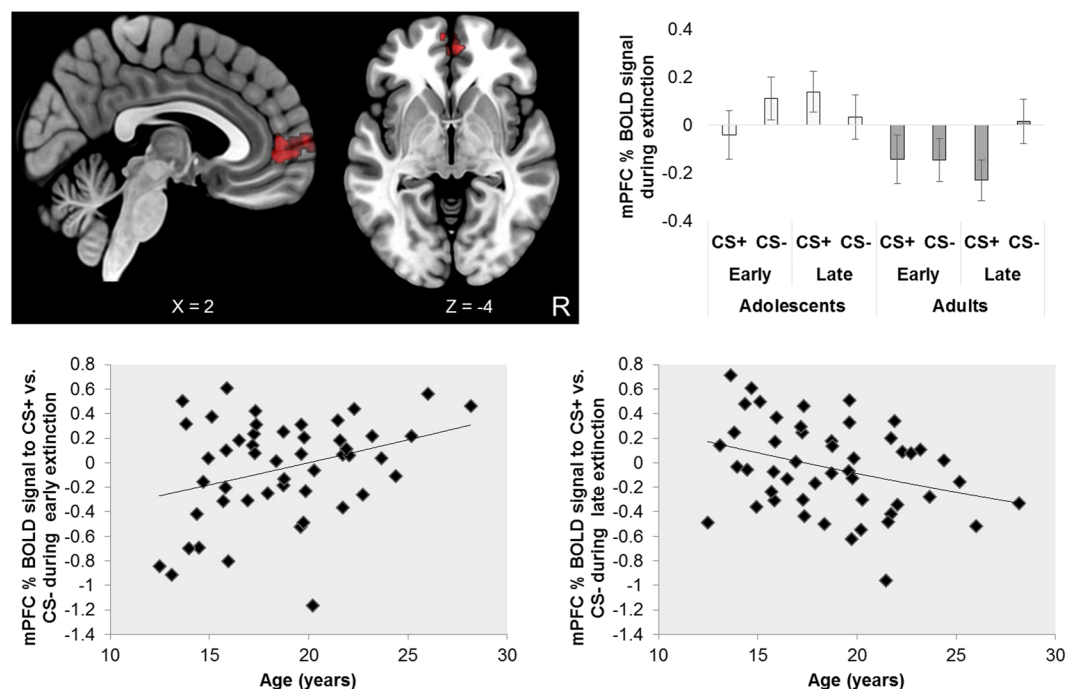 X = 2
Z = -4
R
mPFC % BOLD signal
during extinction
0.4
0.2
0
-0.2
-0.4
CS+ CS- CS+ CS- CS+ CS- CS+ CS-
Early Late Early Late
Adolescents Adults
mPFC % BOLD signal to CS+ vs.
CS- during early extinction
0.8
0.6
0.4
0.2
0
-0.2
-0.4
-0.6
-0.8
-1
-1.2
-1.4
10 15 20 25 30
Age (years)
mPFC % BOLD signal to CS+ vs.
CS- during late extinction
0.8
0.6
0.4
0.2
0
-0.2
-0.4
-0.6
-0.8
-1
-1.2
-1.4
10 15 20 25 30
Age (years)